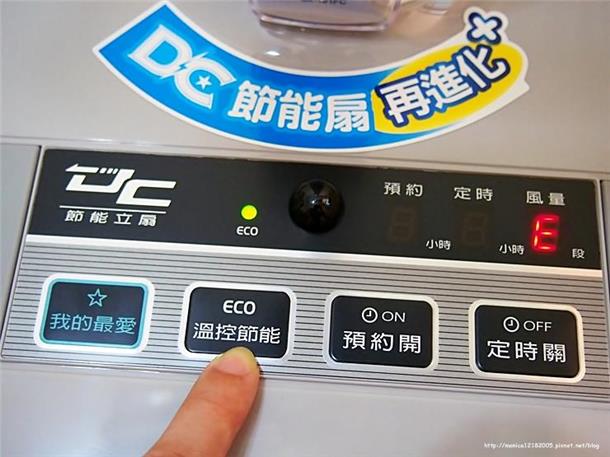 DC 節能扇 再進化
DC
節能立扇
ECO
預約
小時
定時
小時
風量
E
段
☆
我的最愛
ECO
溫控節能
ON
預約開
OFF
定時關
http://monica12182005.pixnet.net/blog